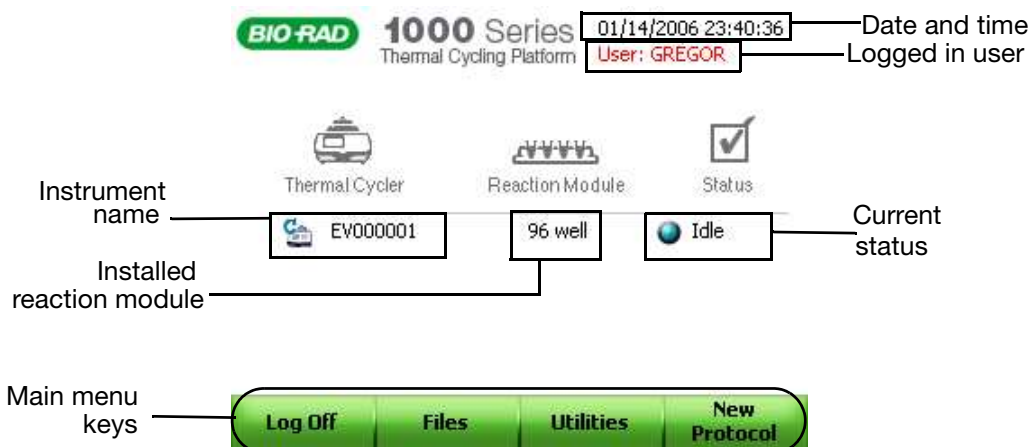 BIO-RAD
1000 Series
Thermal Cycling Platform
01/14/2006 23:40:36
User: GREGOR
Date and time
Logged in user
Thermal Cycler
Reaction Module
Status
Instrument
name
EV000001
96 well
Idle
Current
status
Installed
reaction module
Main menu
keys
Log Off
Files
Utilities
New
Protocol